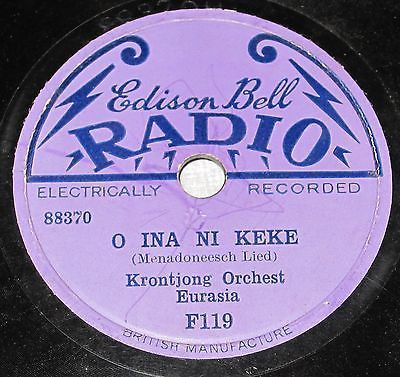 Edison Bell
RADIO
ELECTRICALLY RECORDED
88370
O INA NI KEKE
(Menadoneesch Lied)
Krontjong Orchest
Eurasia
F119
BRITISH MANUFACTURE